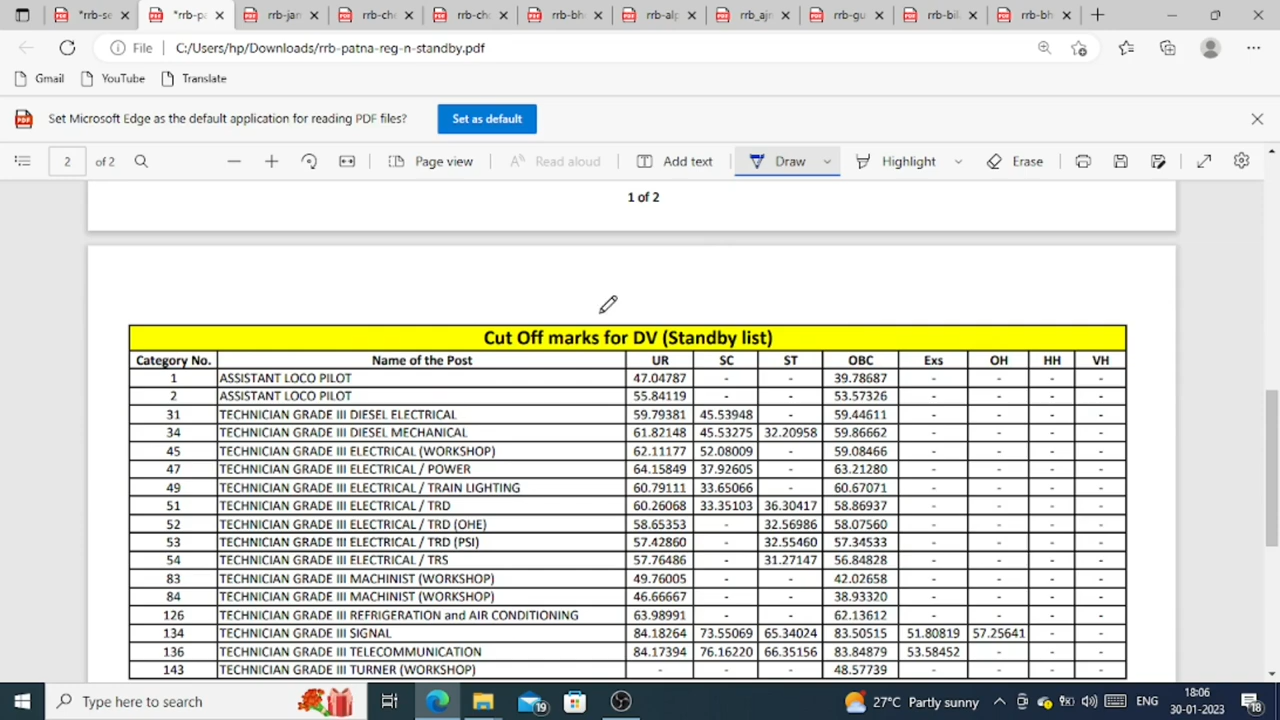 *rrb-se
*rrb-pa
rrb-jan
rrb-che
rrb-cha
rrb-bho
rrb-alp
rrb_ajm
rrb-gu
rrb-bil
rrb-bh
File
C:/Users/hp/Downloads/rrb-patna-reg-n-standby.pdf
Gmail YouTube Translate
Set Microsoft Edge as the default application for reading PDF files? Set as default
2 of 2 Page view Read aloud Add text Draw Highlight Erase
1 of 2
Cut Off marks for DV (Standby list)
Category No. Name of the Post UR SC ST OBC Exs OH HH VH
1 ASSISTANT LOCO PILOT 47.04787 - - 39.78687 - - - -
2 ASSISTANT LOCO PILOT 55.84119 - - 53.57326 - - - -
31 TECHNICIAN GRADE III DIESEL ELECTRICAL 59.79381 45.53948 - 59.44611 - - - -
34 TECHNICIAN GRADE III DIESEL MECHANICAL 61.82148 45.53275 32.20958 59.86662 - - - -
45 TECHNICIAN GRADE III ELECTRICAL (WORKSHOP) 62.11177 52.08009 - 59.08466 - - - -
47 TECHNICIAN GRADE III ELECTRICAL / POWER 64.15849 37.92605 - 63.21280 - - - -
49 TECHNICIAN GRADE III ELECTRICAL / TRAIN LIGHTING 60.79111 33.65066 - 60.67071 - - - -
51 TECHNICIAN GRADE III ELECTRICAL / TRD 60.26068 33.35103 36.30417 58.86937 - - - -
52 TECHNICIAN GRADE III ELECTRICAL / TRD (OHE) 58.65353 - 32.56986 58.07560 - - - -
53 TECHNICIAN GRADE III ELECTRICAL / TRD (PSI) 57.42860 - 32.55460 57.34533 - - - -
54 TECHNICIAN GRADE III ELECTRICAL / TRS 57.76486 - 31.27147 56.84828 - - - -
83 TECHNICIAN GRADE III MACHINIST (WORKSHOP) 49.76005 - - 42.02658 - - - -
84 TECHNICIAN GRADE III MACHINIST (WORKSHOP) 46.66667 - - 38.93320 - - - -
126 TECHNICIAN GRADE III REFRIGERATION and AIR CONDITIONING 63.98991 - - 62.13612 - - - -
134 TECHNICIAN GRADE III SIGNAL 84.18264 73.55069 65.34024 83.50515 51.80819 57.25641 - -
136 TECHNICIAN GRADE III TELECOMMUNICATION 84.17394 76.16220 66.35156 83.84879 53.58452 - - -
143 TECHNICIAN GRADE III TURNER (WORKSHOP) - - - 48.57739 - - - -
Type here to search 19 27°C Partly sunny ENG 18:06
30-01-2023 18